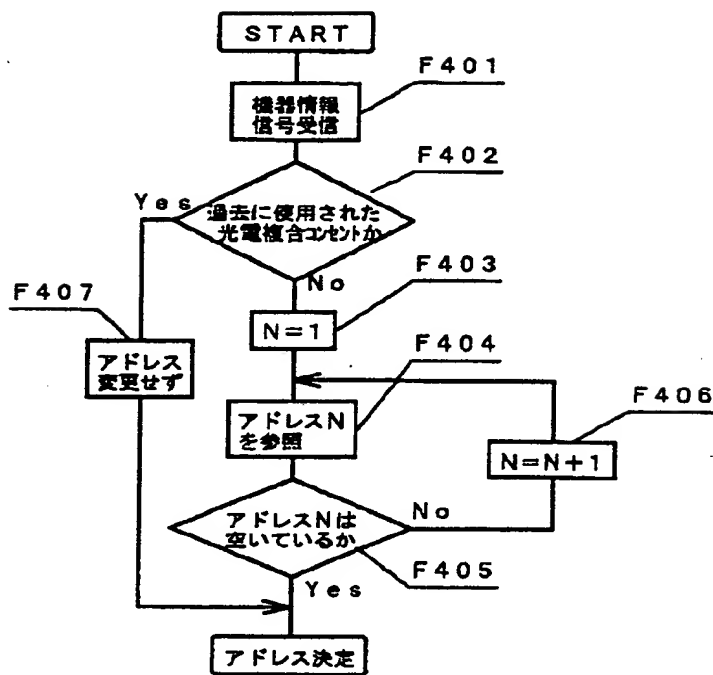 START
F401
機器情報
信号受信
F402
Yes
過去に使用された
光電複合コンセントか
No
F403
F407
N=1
アドレス
変更せず
F404
F406
アドレスN
を参照
N=N+1
アドレスNは
空いているか
No
F405
Yes
アドレス決定